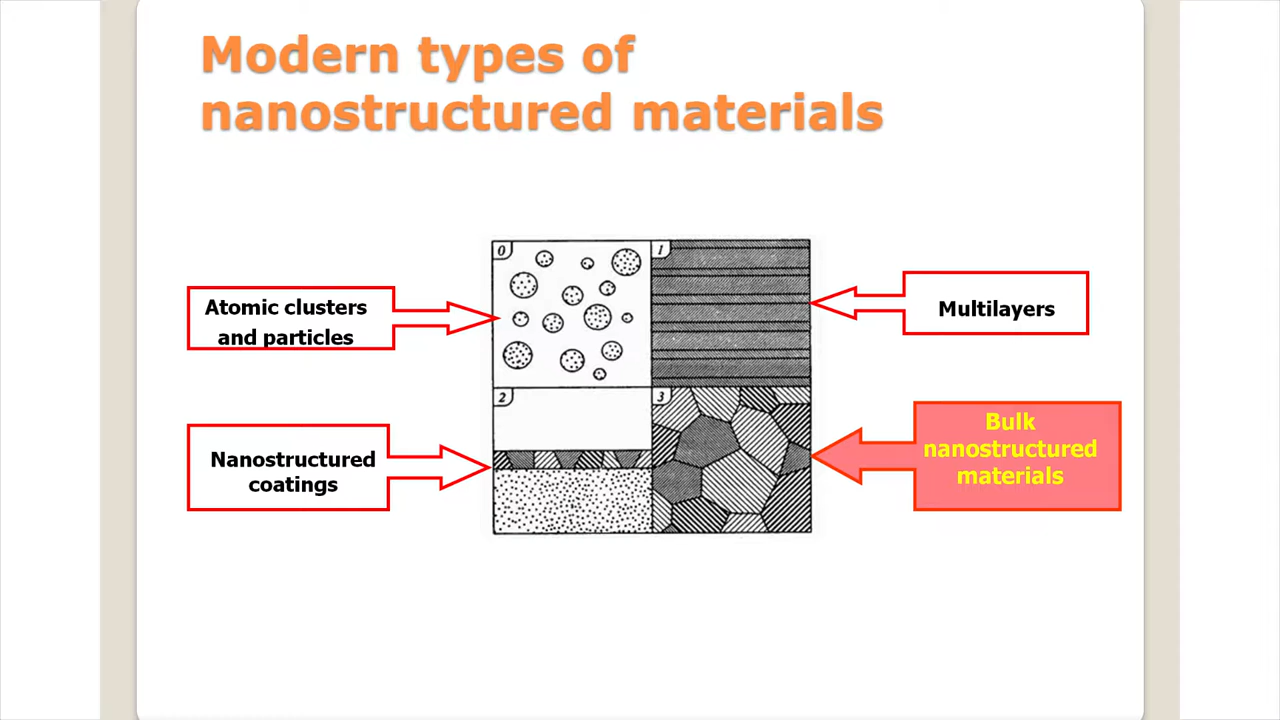 Modern types of
nanostructured materials
0
1
Atomic clusters
and particles
Multilayers
2
3
Nanostructured
coatings
Bulk
nanostructured
materials